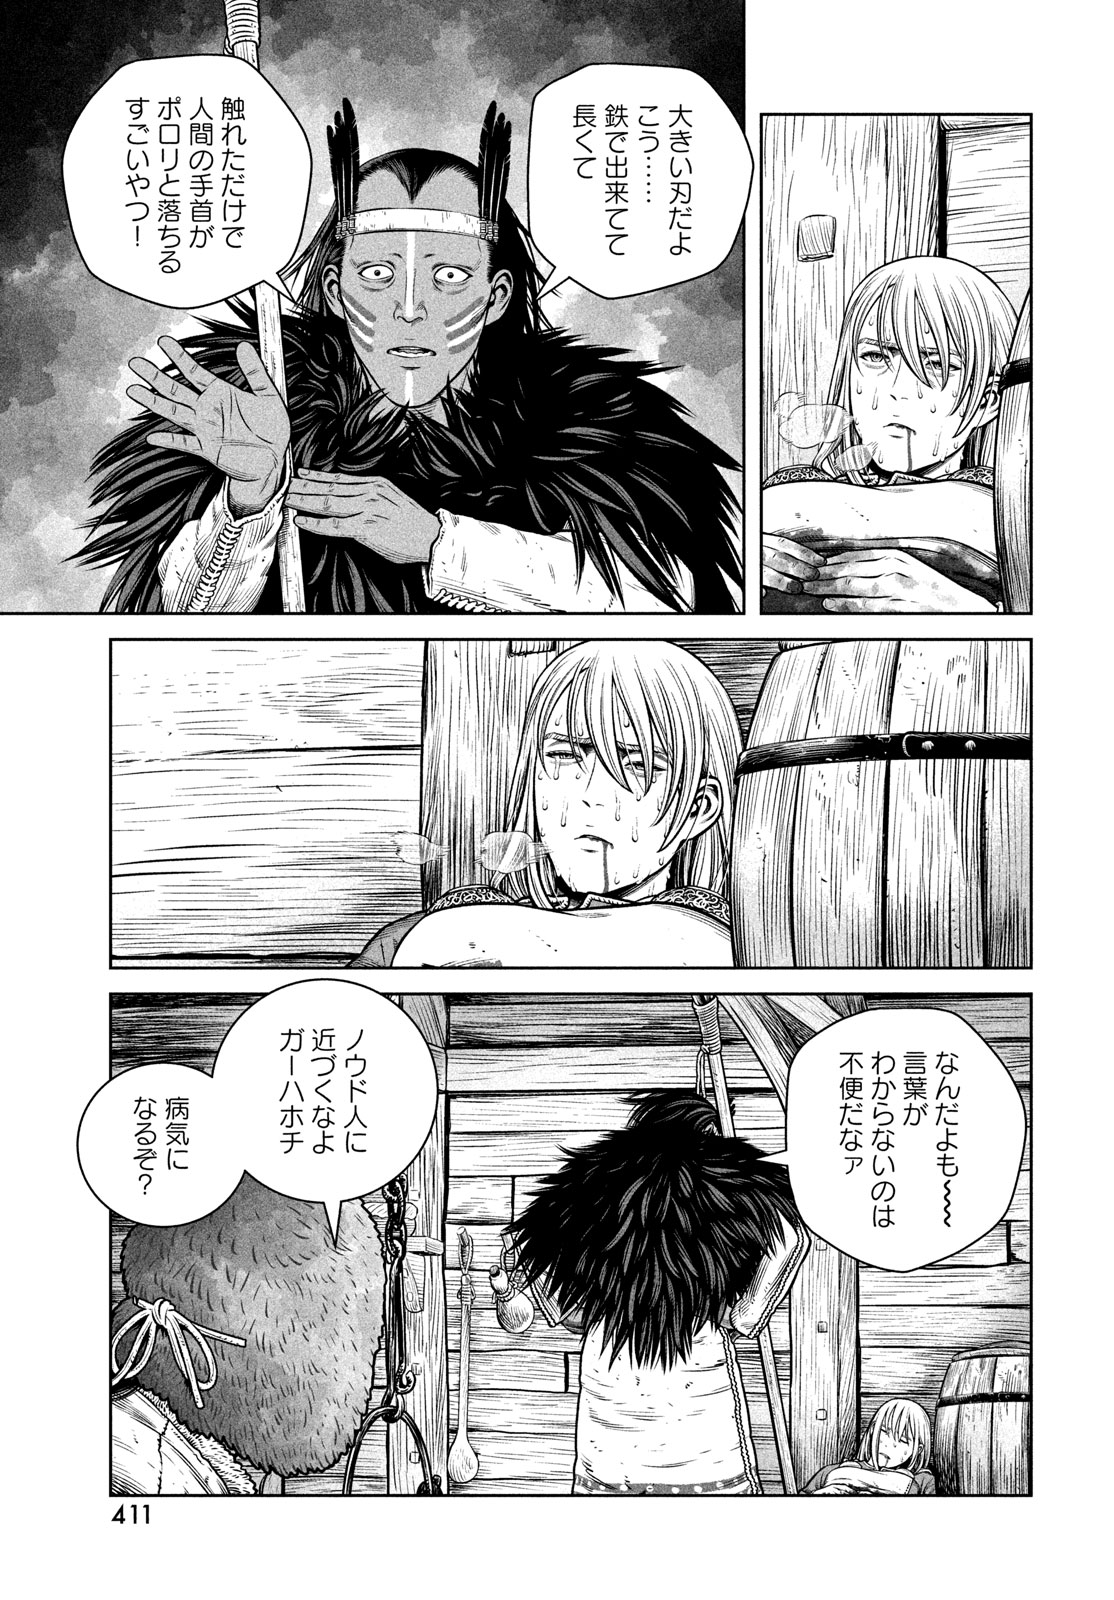 大きい刃だよ
こう……
鉄で出来てて
長くて
触れただけで
人間の手首が
ポロリと落ちる
すごいやつ！
なんだよも〜〜
言葉が
わからないのは
不便だなァ
ノウド人に
近づくなよ
ガーハホチ
病気に
なるぞ？
411